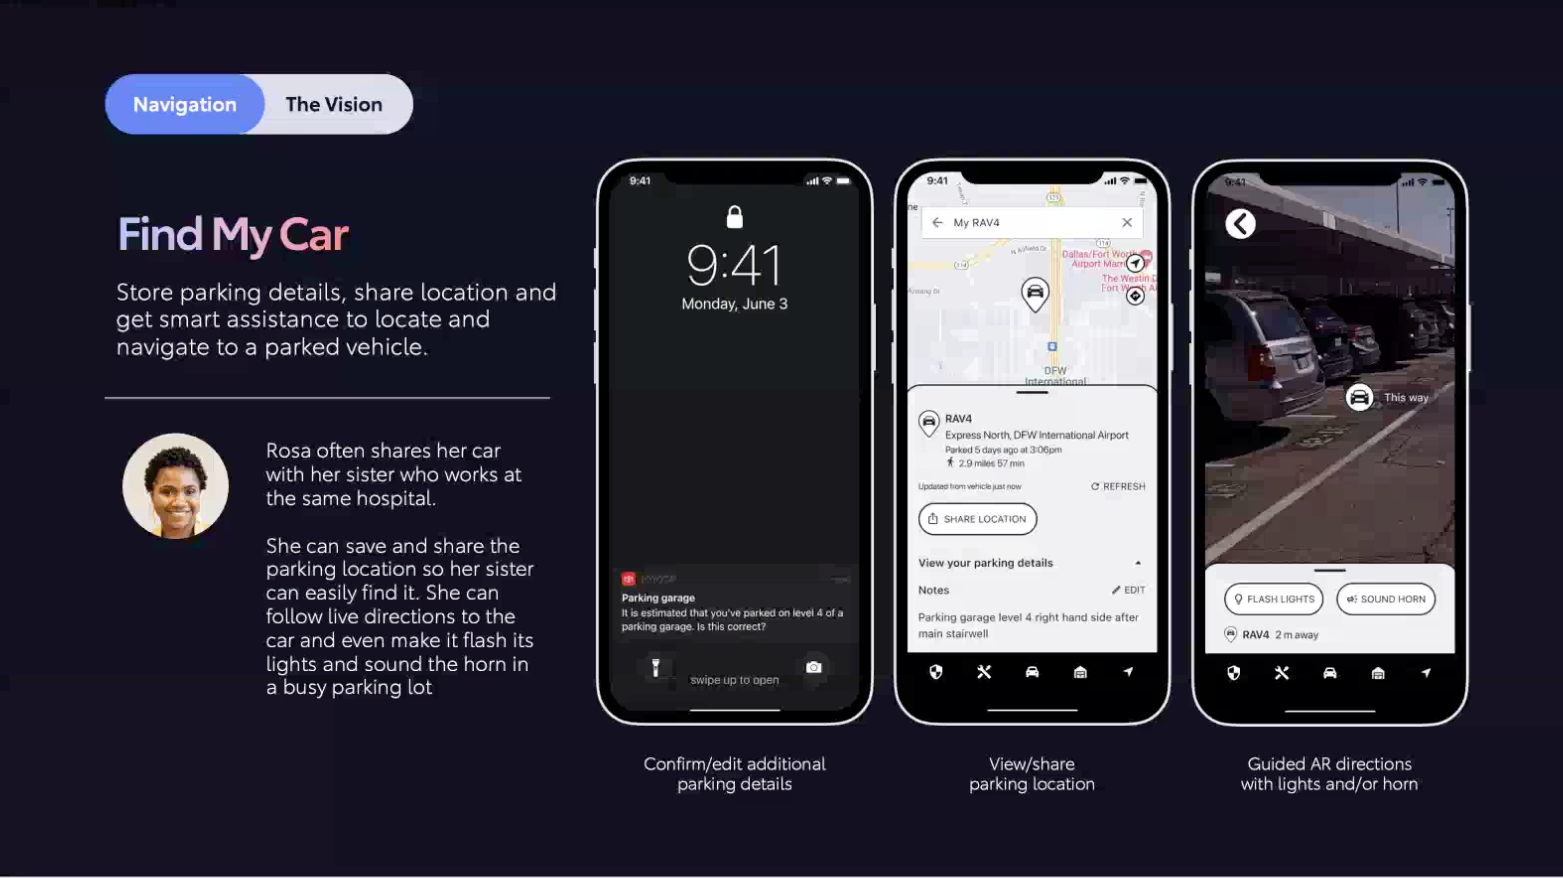 Navigation
The Vision
Find My Car
Store parking details, share location and
get smart assistance to locate and
navigate to a parked vehicle.
Rosa often shares her car
with her sister who works at
the same hospital.
She can save and share the
parking location so her sister
can easily find it. She can
follow live directions to the
car and even make it flash its
lights and sound the horn in
a busy parking lot
9:41
9:41
Monday, June 3
TOYOTA
Parking garage
It is estimated that you've parked on level 4 of a
parking garage. Is this correct?
swipe up to open
Confirm/edit additional
parking details
9:41
My RAV4
N Airfield Dr
114
114
Dallas/Fort Worth
Airport Marr
The Westin D
Fort Worth Ai
DFW
International
RAV4
Express North, DFW International Airport
Parked 5 days ago at 3:06pm
2.9 miles 57 min
Updated from vehicle just now
REFRESH
SHARE LOCATION
View your parking details
Notes
EDIT
Parking garage level 4 right hand side after
main stairwell
View/share
parking location
9:41
This way
FLASH LIGHTS
SOUND HORN
RAV4 2 m away
Guided AR directions
with lights and/or horn